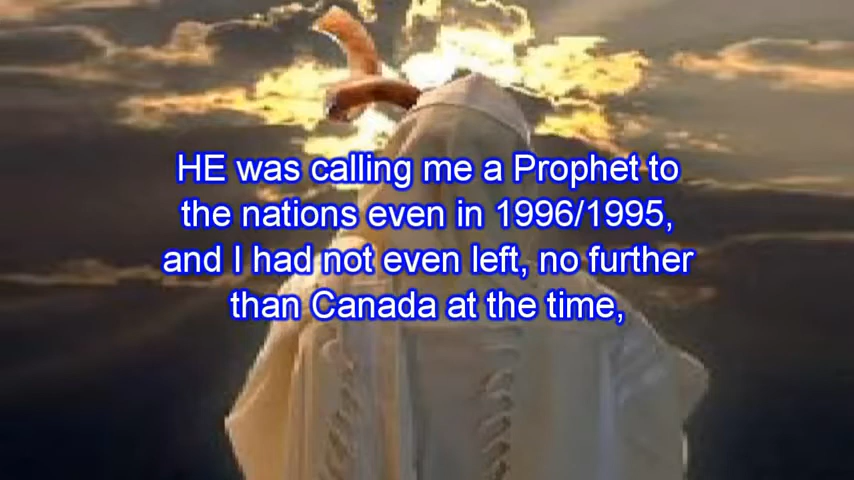 HE was calling me a Prophet to
the nations even in 1996/1995,
and I had not even left, no further
than Canada at the time,